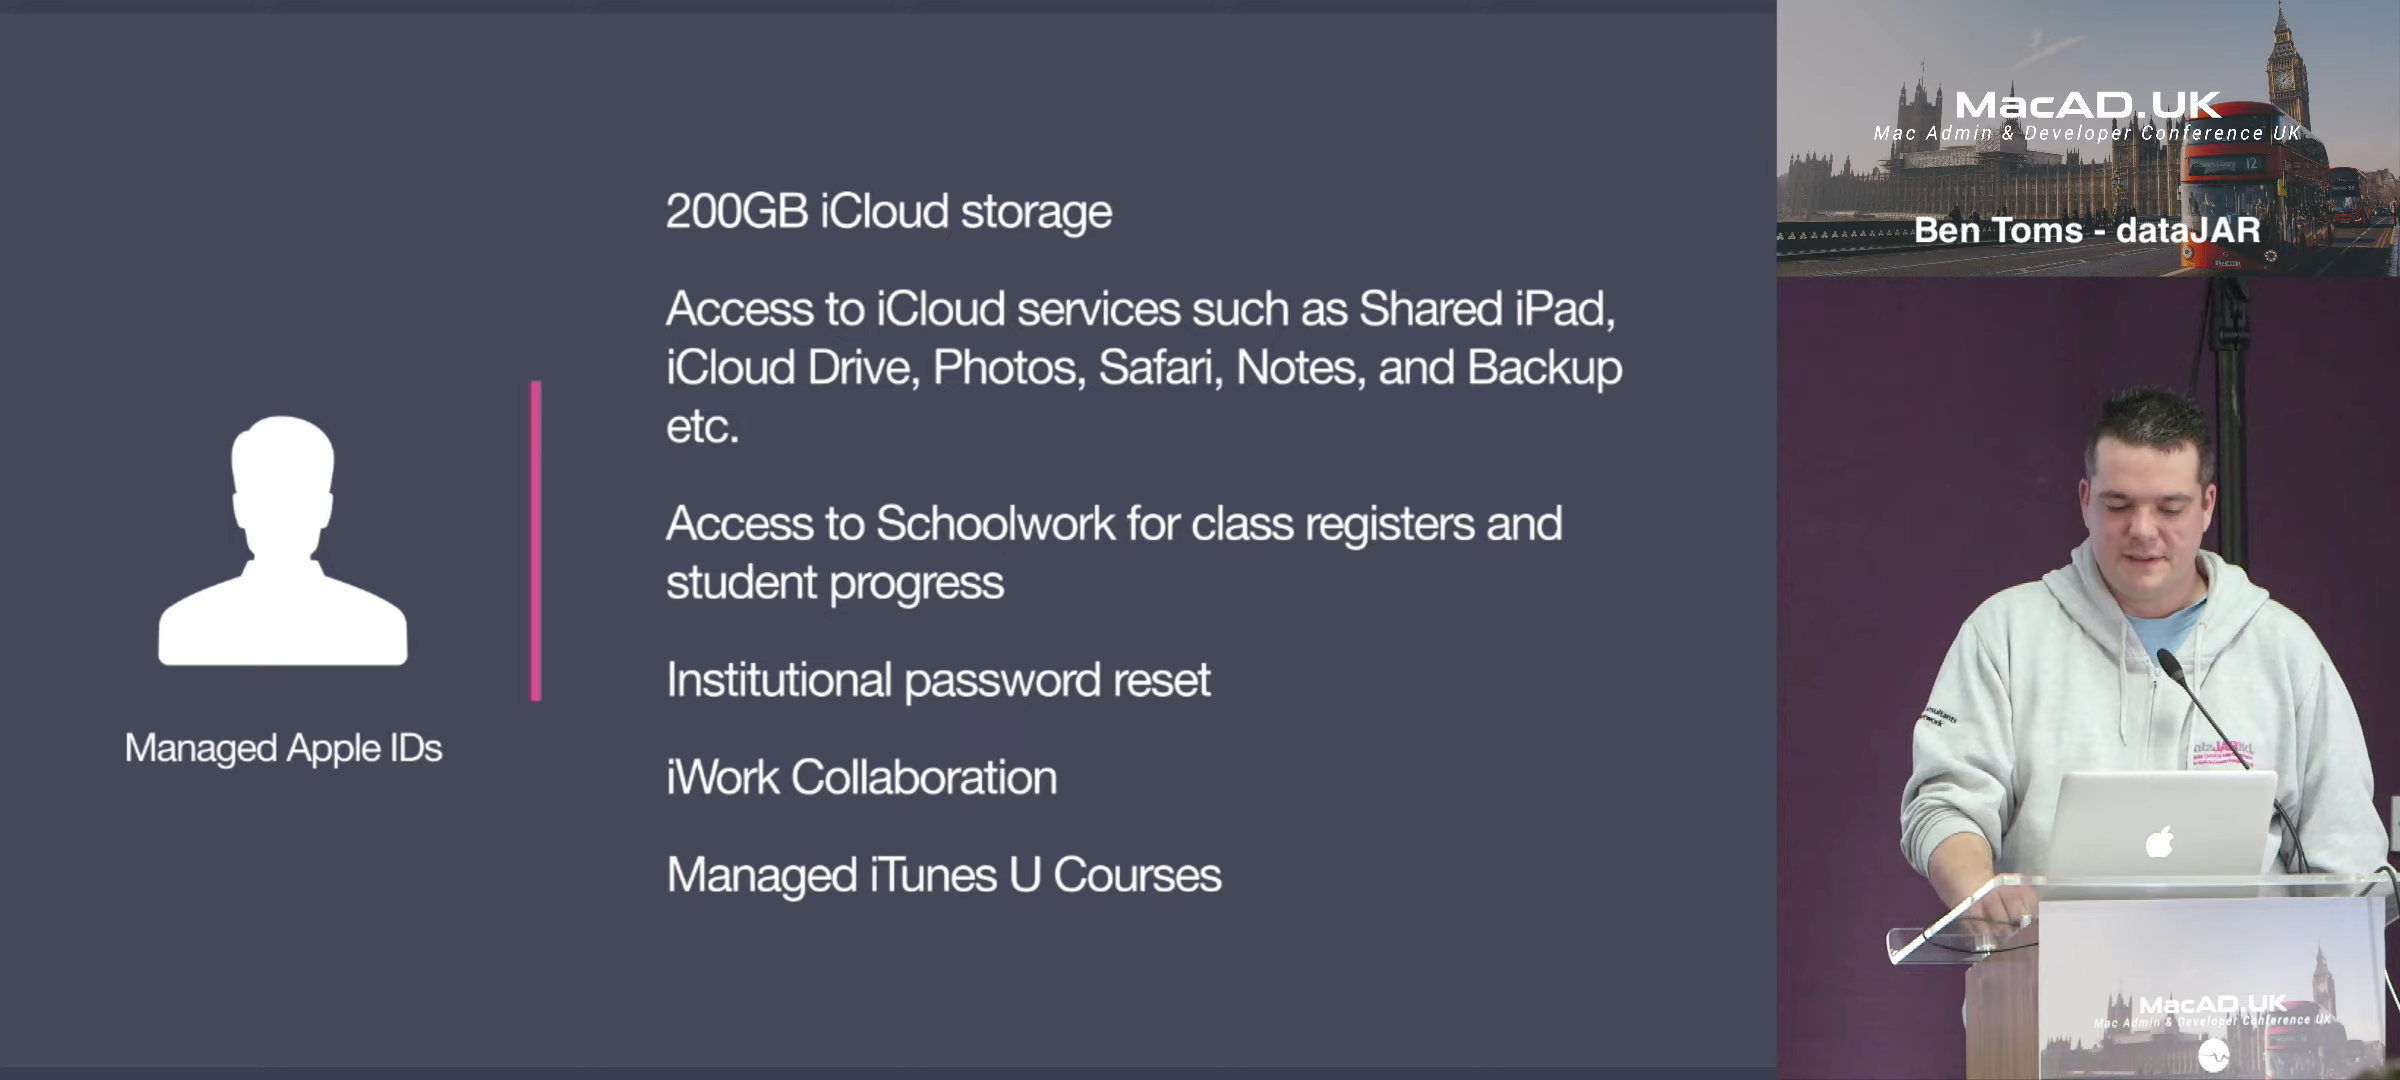 200GB iCloud storage
Access to iCloud services such as Shared iPad,
iCloud Drive, Photos, Safari, Notes, and Backup
etc.
Access to Schoolwork for class registers and
student progress
Institutional password reset
iWork Collaboration
Managed iTunes U Courses
Managed Apple IDs
MacAD.UK
Mac Admin & Developer Conference UK
12
Ben Toms - dataJAR
MacAD.UK
Mac Admin & Developer Conference UK